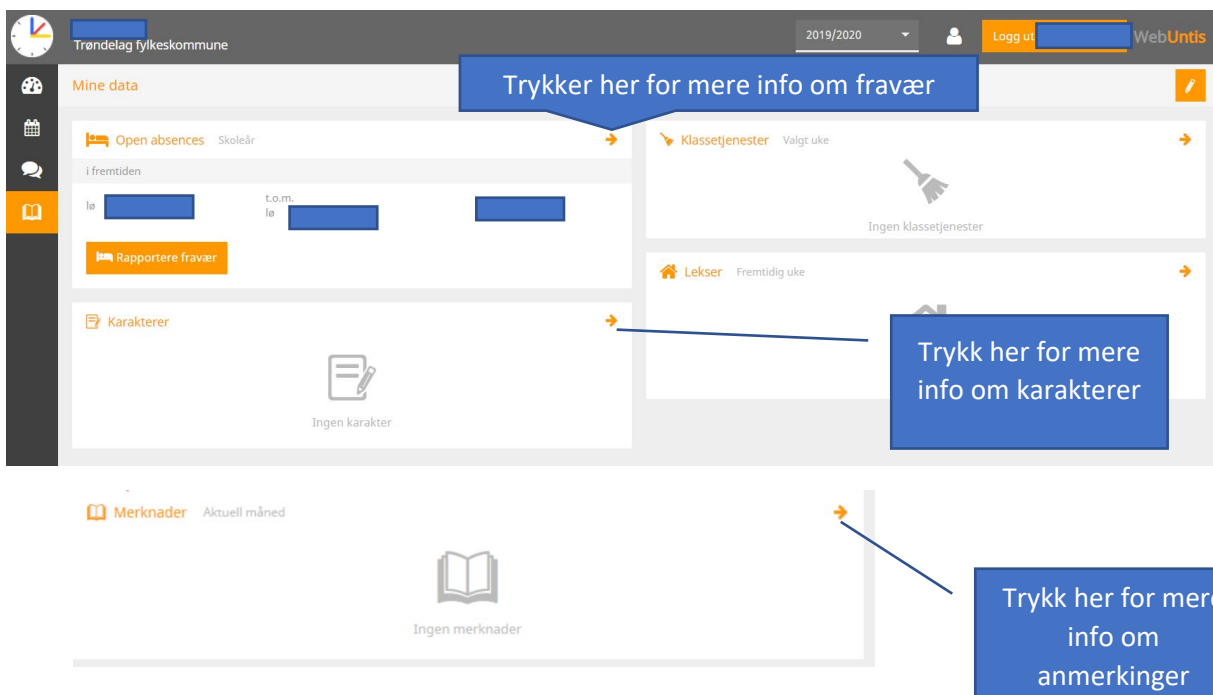 Trøndelag fylkeskommune
2019/2020
Logg ut
WebUntis
Mine data
Trykker her for mere info om fravær
Open absences Skoleår
i fremtiden
lø
t.o.m.
lø
Rapportere fravær
Klassetjenester Valgt uke
Ingen klassetjenester
Lekser Fremtidig uke
Karakterer
Ingen karakter
Trykk her for mere
info om karakterer
Merknader Aktuell måned
Ingen merknader
Trykk her for mere
info om
anmerkinger